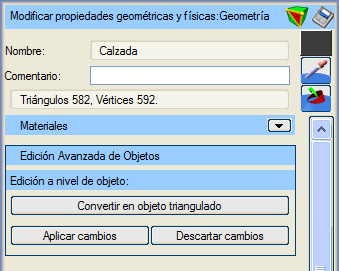 Modificar propiedades geométricas y físicas:Geometría
Nombre: Calzada
Comentario:
Triángulos 582, Vértices 592.
Materiales
Edición Avanzada de Objetos
Edición a nivel de objeto:
Convertir en objeto triangulado
Aplicar cambios Descartar cambios